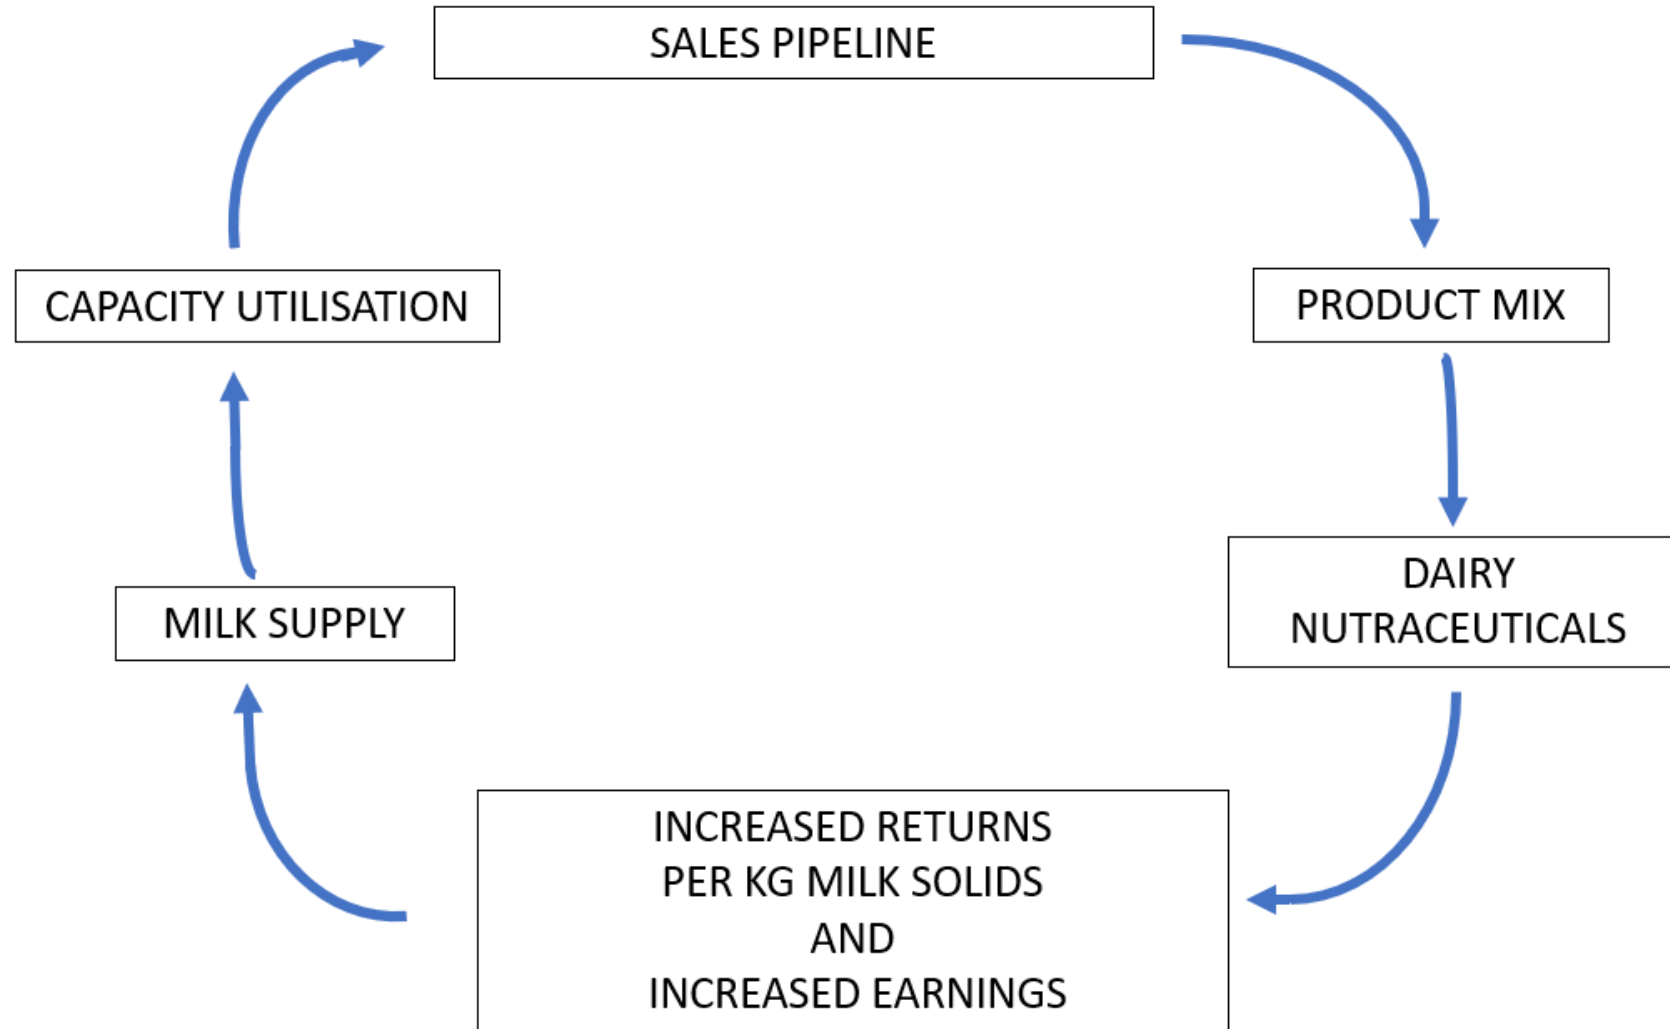 SALES PIPELINE
CAPACITY UTILISATION
PRODUCT MIX
DAIRY
NUTRACEUTICALS
MILK SUPPLY
INCREASED RETURNS
PER KG MILK SOLIDS
AND
INCREASED EARNINGS